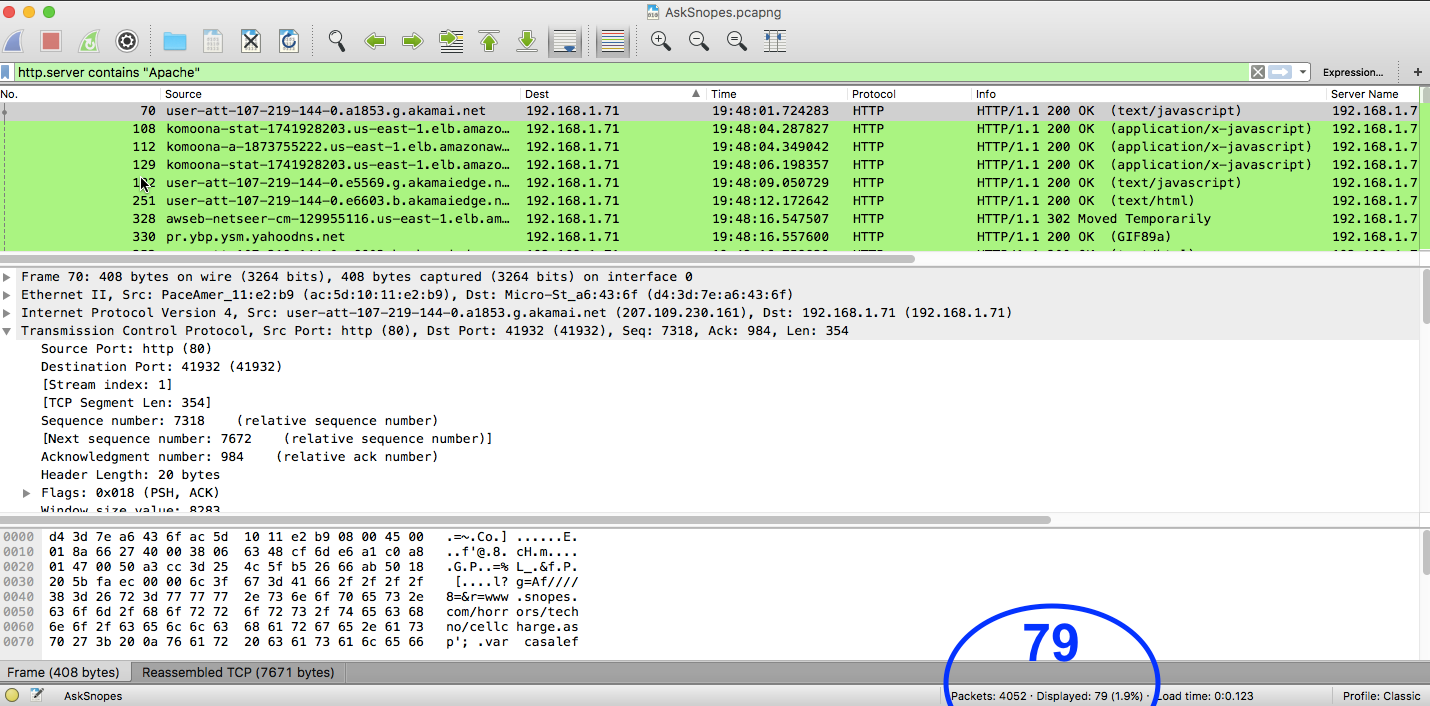 AskSnopes.pcapng
http.server contains "Apache"
Expression...
+
No. Source Dest Time Protocol Info Server Name
70 user-att-107-219-144-0.a1853.g.akamai.net 192.168.1.71 19:48:01.724283 HTTP HTTP/1.1 200 OK (text/javascript) 192.168.1.7
108 komoona-stat-1741928203.us-east-1.elb.amazo… 192.168.1.71 19:48:04.287827 HTTP HTTP/1.1 200 OK (application/x-javascript) 192.168.1.7
112 komoona-a-1873755222.us-east-1.elb.amazonaw… 192.168.1.71 19:48:04.349042 HTTP HTTP/1.1 200 OK (application/x-javascript) 192.168.1.7
129 komoona-stat-1741928203.us-east-1.elb.amazo… 192.168.1.71 19:48:06.198357 HTTP HTTP/1.1 200 OK (application/x-javascript) 192.168.1.7
user-att-107-219-144-0.e5569.g.akamaiedge.n… 192.168.1.71 19:48:09.050729 HTTP HTTP/1.1 200 OK (text/javascript) 192.168.1.7
251 user-att-107-219-144-0.e6603.b.akamaiedge.n… 192.168.1.71 19:48:12.172642 HTTP HTTP/1.1 200 OK (text/html) 192.168.1.7
328 awseb-netseer-cm-129955116.us-east-1.elb.am… 192.168.1.71 19:48:16.547507 HTTP HTTP/1.1 302 Moved Temporarily 192.168.1.7
330 pr.ybp.ysm.yahoodns.net 192.168.1.71 19:48:16.557600 HTTP HTTP/1.1 200 OK (GIF89a) 192.168.1.7
Frame 70: 408 bytes on wire (3264 bits), 408 bytes captured (3264 bits) on interface 0
Ethernet II, Src: PaceAmer_11:e2:b9 (ac:5d:10:11:e2:b9), Dst: Micro-St_a6:43:6f (d4:3d:7e:a6:43:6f)
Internet Protocol Version 4, Src: user-att-107-219-144-0.a1853.g.akamai.net (207.109.230.161), Dst: 192.168.1.71 (192.168.1.71)
Transmission Control Protocol, Src Port: http (80), Dst Port: 41932 (41932), Seq: 7318, Ack: 984, Len: 354
Source Port: http (80)
Destination Port: 41932 (41932)
[Stream index: 1]
[TCP Segment Len: 354]
Sequence number: 7318 (relative sequence number)
[Next sequence number: 7672 (relative sequence number)]
Acknowledgment number: 984 (relative ack number)
Header Length: 20 bytes
Flags: 0x018 (PSH, ACK)
Window size value: 8283
0000 d4 3d 7e a6 43 6f ac 5d 10 11 e2 b9 08 00 45 00 .=~.Co.] ......E.
0010 01 8a 66 27 40 00 38 06 63 48 cf 6d e6 a1 c0 a8 ..f'@.8. cH.m....
0020 01 47 00 50 a3 cc 3d 25 4c 5f b5 26 66 ab 50 18 .G.P..=% L_.&f.P.
0030 20 5b fa ec 00 00 6c 3f 67 3d 41 66 2f 2f 2f 2f [....l? g=Af////
0040 38 3d 26 72 3d 77 77 77 2e 73 6e 6f 70 65 73 2e 8=&r=www .snopes.
0050 63 6f 6d 2f 68 6f 72 72 6f 72 73 2f 74 65 63 68 com/horr ors/tech
0060 6e 6f 2f 63 65 6c 6c 63 68 61 72 67 65 2e 61 73 no/cellc harge.as
0070 70 27 3b 20 0a 76 61 72 20 63 61 73 61 6c 65 66 p'; .var casalef
79
Frame (408 bytes) Reassembled TCP (7671 bytes)
AskSnopes Packets: 4052 · Displayed: 79 (1.9%) · Load time: 0:0.123 Profile: Classic